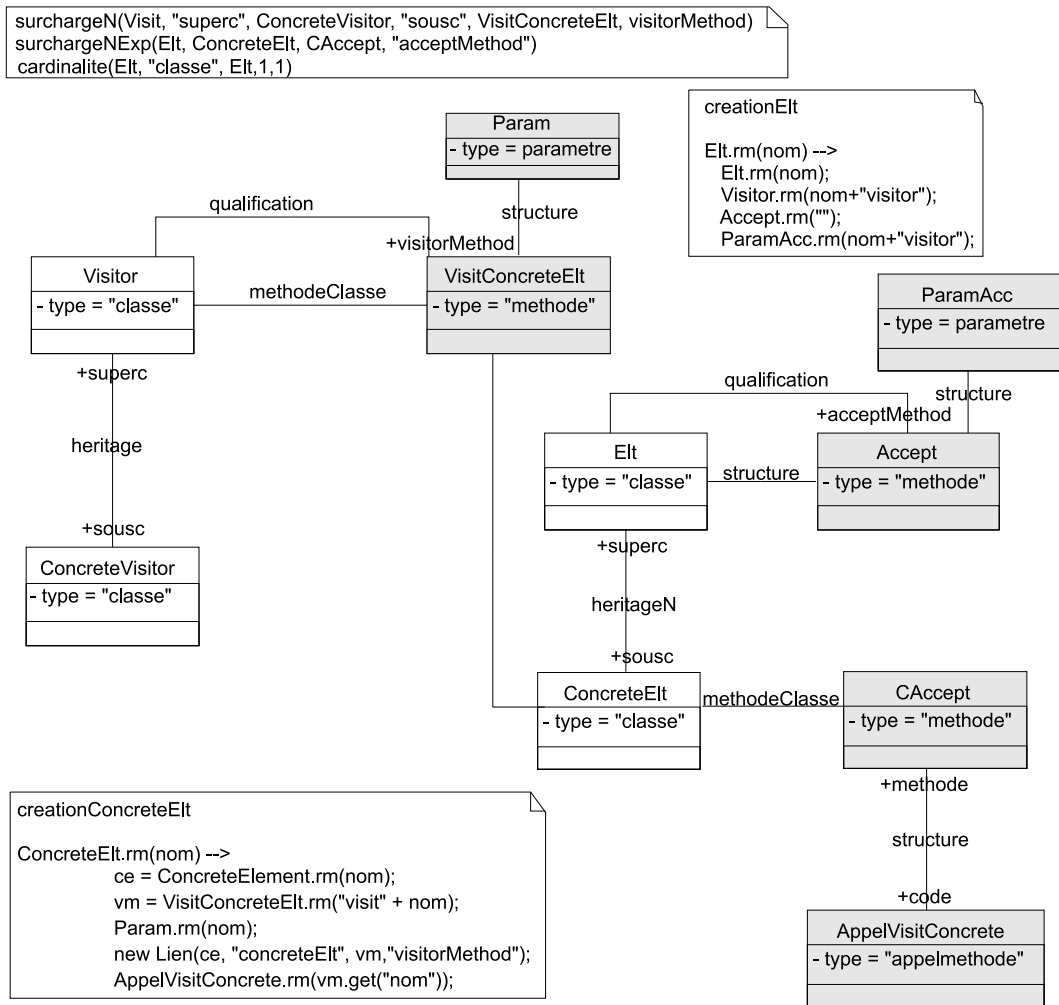 surchargeN(Visit, "superc", ConcreteVisitor, "sousc", VisitConcreteElt, visitorMethod)
surchargeNExp(Elt, ConcreteElt, CAccept, "acceptMethod")
cardinalite(Elt, "classe", Elt,1,1)
creationElt
Elt.rm(nom) -->
Elt.rm(nom);
Visitor.rm(nom+"visitor");
Accept.rm("");
ParamAcc.rm(nom+"visitor");
Param
- type = parametre
structure
qualification
+visitorMethod
Visitor
- type = "classe"
methodeClasse
VisitConcreteElt
- type = "methode"
ParamAcc
- type = parametre
structure
+superc
heritage
+sousc
ConcreteVisitor
- type = "classe"
qualification
+acceptMethod
Elt
- type = "classe"
structure
Accept
- type = "methode"
+superc
heritageN
+sousc
ConcreteElt
- type = "classe"
methodeClasse
CAccept
- type = "methode"
+methode
structure
+code
AppelVisitConcrete
- type = "appelmethode"
creationConcreteElt
ConcreteElt.rm(nom) -->
ce = ConcreteElement.rm(nom);
vm = VisitConcreteElt.rm("visit" + nom);
Param.rm(nom);
new Lien(ce, "concreteElt", vm,"visitorMethod");
AppelVisitConcrete.rm(vm.get("nom"));